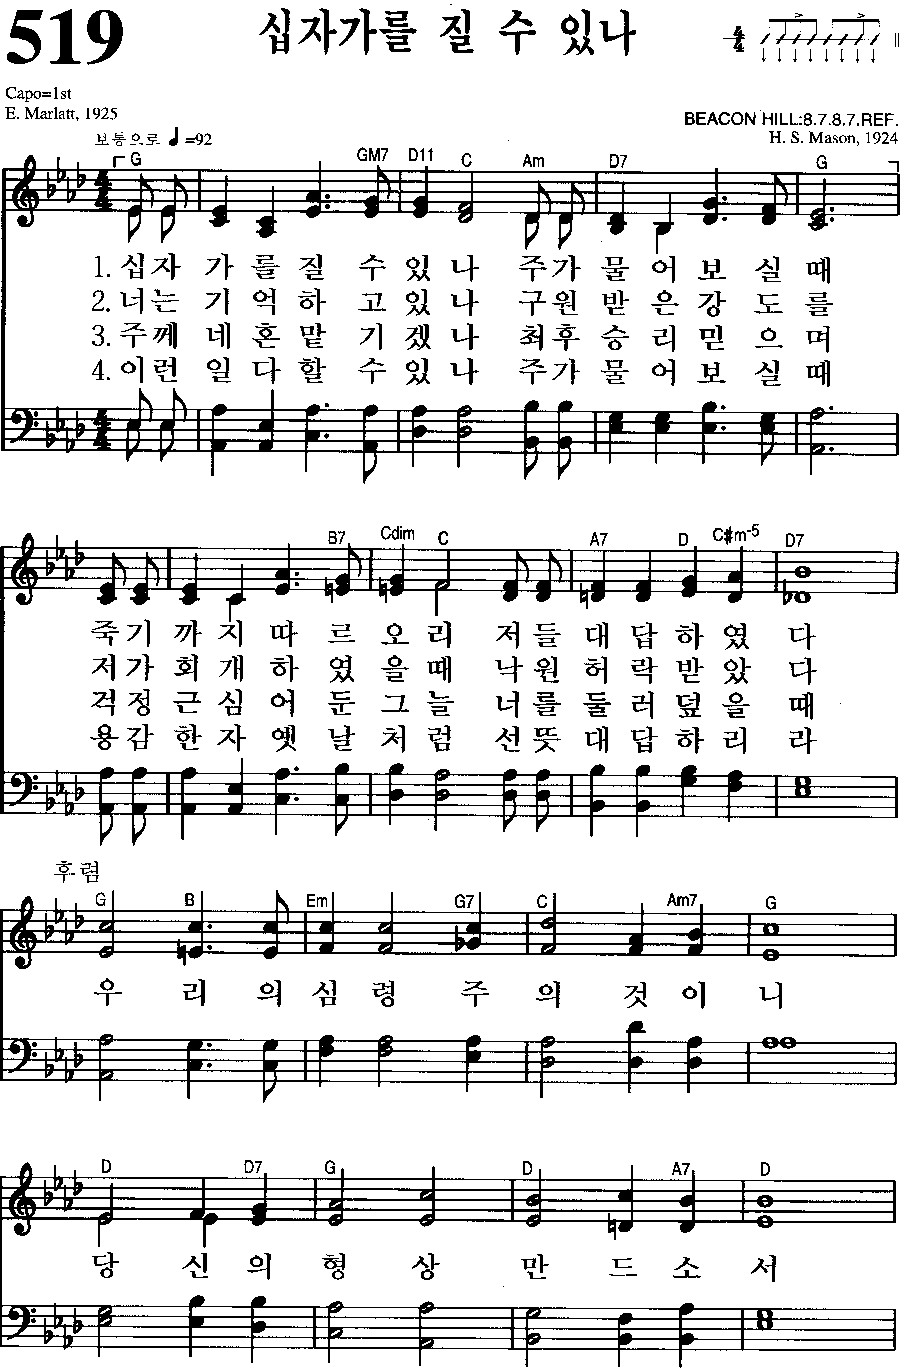 519 십자가를 질 수 있나
Capo=1st
E. Marlatt, 1925
BEACON HILL:8.7.8.7.REF.
보통으로 ♩=92
H. S. Mason, 1924
G GM7 D11 C Am D7 G
4/4
1. 십자 가를질 수있나 주가 물어보 실때
2. 너는 기억하 고있나 구원 받은강 도를
3. 주께 네혼맡 기겠나 최후 승리믿 으며
4. 이런 일다할 수있나 주가 물어보 실때
B7 Cdim C A7 D C#m-5 D7
죽기 까지따 르오리 저들 대답하였 다
저가 회개하 였을때 낙원 허락받았 다
걱정 근심어 둔그늘 너를 둘러덮을 때
용감 한자옛 날처럼 선뜻 대답하리 라
후렴
G B Em G7 C Am7 G
우 리 의심 령 주 의 것이 니
D D7 G D A7 D
당 신의 형 상 만 드소 서